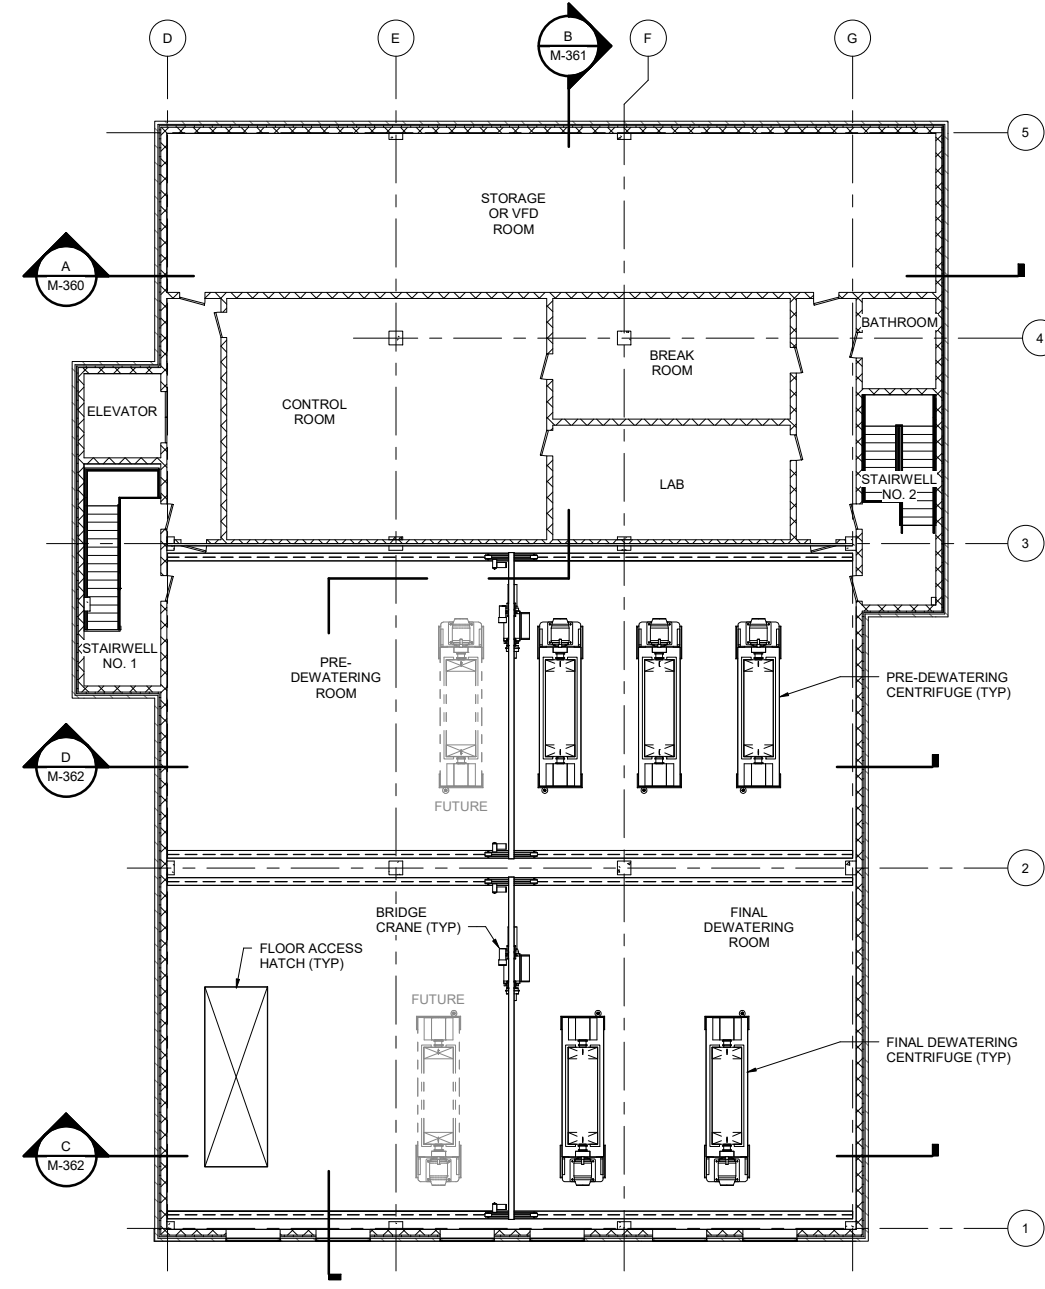 D
E
B
M-361
F
G
5
STORAGE
OR VFD
ROOM
A
M-360
BATHROOM
4
BREAK
ROOM
CONTROL
ROOM
ELEVATOR
LAB
STAIRWELL
NO. 2
3
STAIRWELL
NO. 1
PRE-
DEWATERING
ROOM
PRE-DEWATERING
CENTRIFUGE (TYP)
D
M-362
FUTURE
2
BRIDGE
CRANE (TYP)
FINAL
DEWATERING
ROOM
FLOOR ACCESS
HATCH (TYP)
FUTURE
FINAL DEWATERING
CENTRIFUGE (TYP)
C
M-362
1